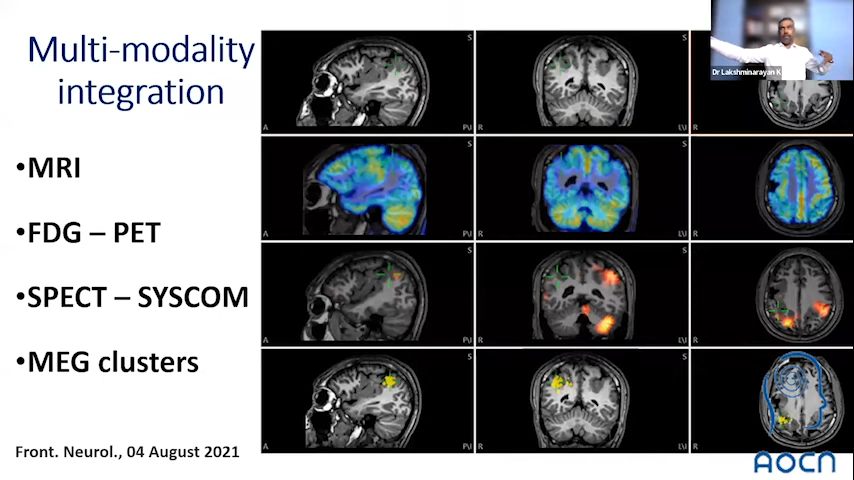 Multi-modality
integration
•MRI
•FDG – PET
•SPECT – SYSCOM
•MEG clusters
Front. Neurol., 04 August 2021
S
A
P\I
S
R
L\I
R
S
A
P\I
S
R
L\I
R
S
A
P\I
S
R
L\I
R
S
A
P\I
S
R
L\I
R
Dr Lakshminarayan K
AOCN